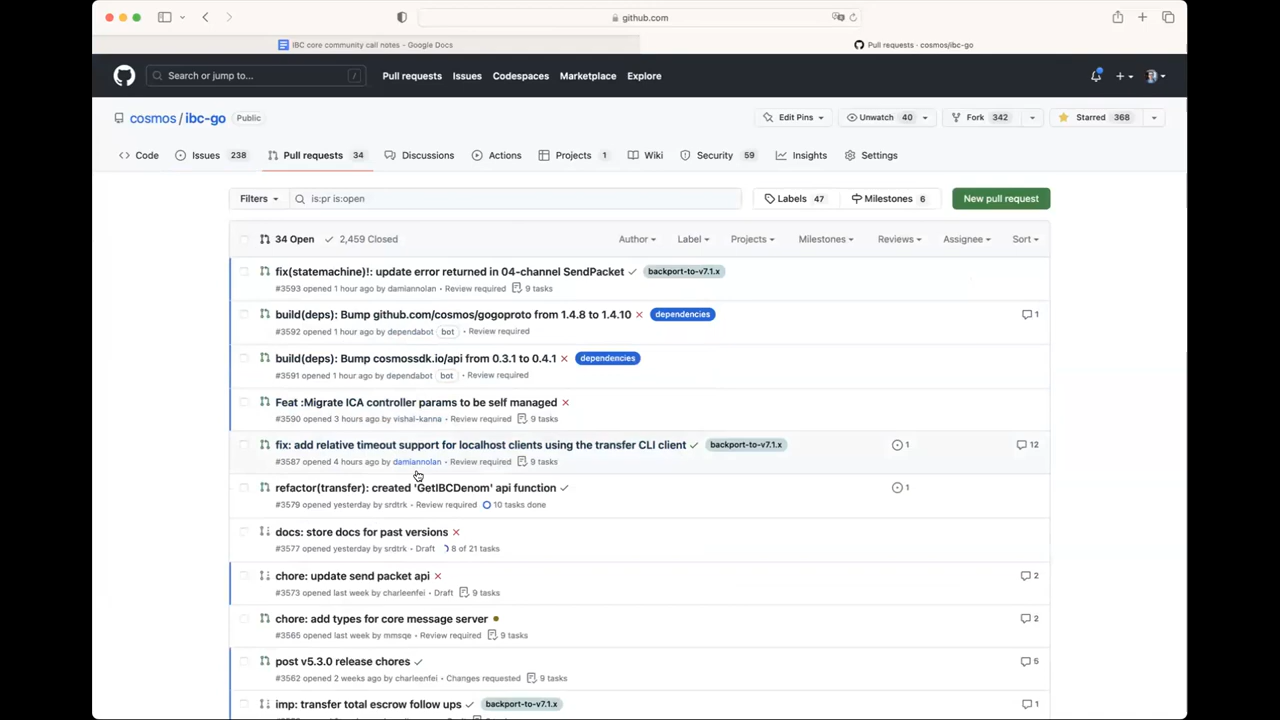 github.com
IBC core community call notes - Google Docs
Pull requests · cosmos/ibc-go
Search or jump to... /
Pull requests Issues Codespaces Marketplace Explore
cosmos / ibc-go Public
Edit Pins Unwatch 40 Fork 342 Starred 368
Code Issues 238 Pull requests 34 Discussions Actions Projects 1 Wiki Security 59 Insights Settings
Filters is:pr is:open Labels 47 Milestones 6 New pull request
34 Open 2,459 Closed Author Label Projects Milestones Reviews Assignee Sort
fix(statemachine)!: update error returned in 04-channel SendPacket backport-to-v7.1.x
#3593 opened 1 hour ago by damiannolan • Review required 9 tasks
build(deps): Bump github.com/cosmos/gogoproto from 1.4.8 to 1.4.10 dependencies 1
#3592 opened 1 hour ago by dependabot bot • Review required
build(deps): Bump cosmossdk.io/api from 0.3.1 to 0.4.1 dependencies
#3591 opened 1 hour ago by dependabot bot • Review required
Feat :Migrate ICA controller params to be self managed
#3590 opened 3 hours ago by vishal-kanna • Review required 9 tasks
fix: add relative timeout support for localhost clients using the transfer CLI client backport-to-v7.1.x 1 12
#3587 opened 4 hours ago by damiannolan • Review required 9 tasks
refactor(transfer): created 'GetIBCDenom' api function 1
#3579 opened yesterday by srdtrk • Review required 10 tasks done
docs: store docs for past versions
#3577 opened yesterday by srdtrk • Draft 8 of 21 tasks
chore: update send packet api 2
#3573 opened last week by charleenfei • Draft 9 tasks
chore: add types for core message server 2
#3565 opened last week by mmsqe • Review required 9 tasks
post v5.3.0 release chores 5
#3562 opened 2 weeks ago by charleenfei • Changes requested 9 tasks
imp: transfer total escrow follow ups backport-to-v7.1.x 1